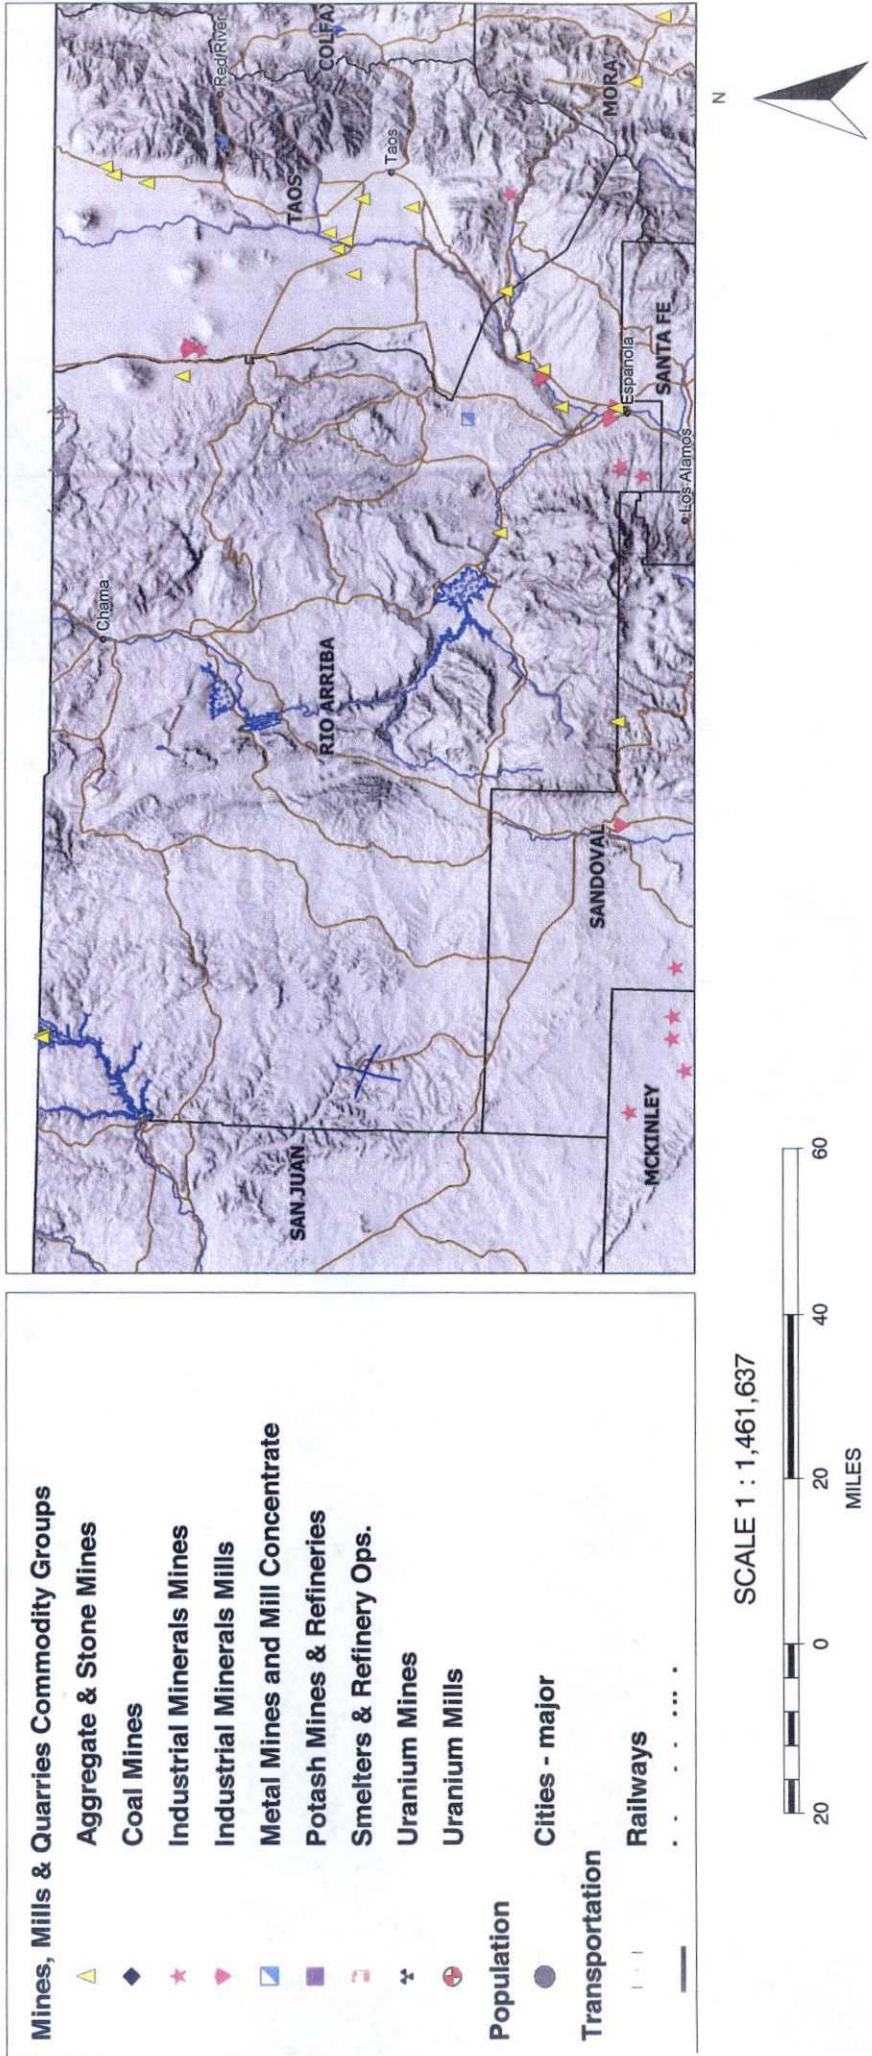 Mines, Mills & Quarries Commodity Groups
Aggregate & Stone Mines
Coal Mines
Industrial Minerals Mines
Industrial Minerals Mills
Metal Mines and Mill Concentrate
Potash Mines & Refineries
Smelters & Refinery Ops.
Uranium Mines
Uranium Mills
Population
Cities - major
Transportation
Railways
SAN JUAN
MCKINLEY
SANDOVAL
RIO ARRIBA
Chama
Los Alamos
Espanola
SANTA FE
TAOS
Taos
Red River
COLFAX
MORA
N
SCALE 1 : 1,461,637
20 0 20 40 60
MILES